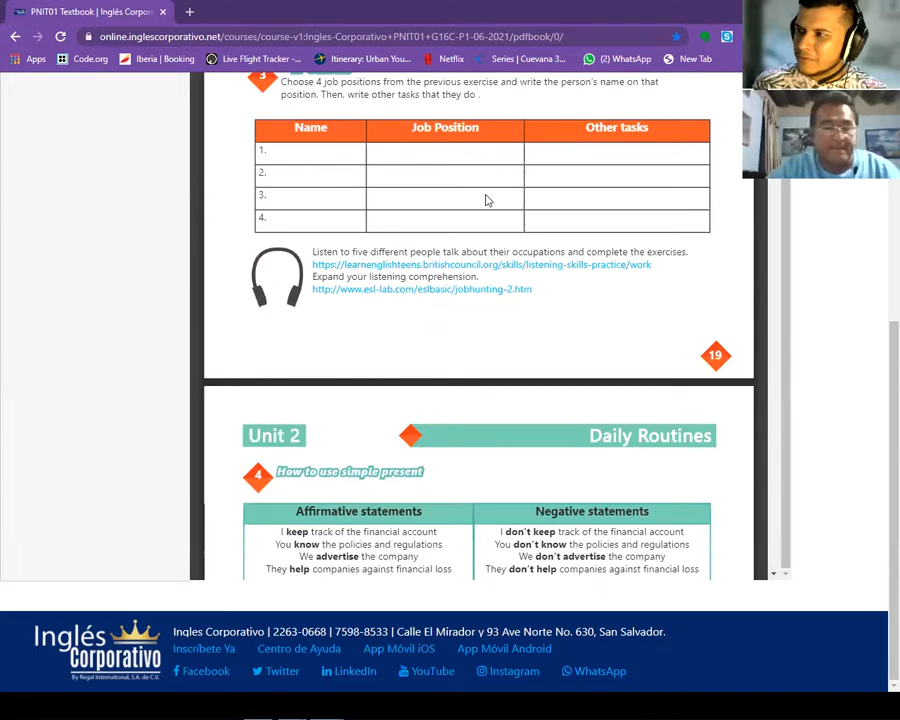 PNIT01 Textbook | Inglés Corpor
online.inglescorporativo.net/courses/course-v1:Ingles-Corporativo+PNIT01+G16C-P1-06-2021/pdfbook/0/
Apps Code.org Iberia | Booking Live Flight Tracker -... Itinerary: Urban You... Netflix Series | Cuevana 3... (2) WhatsApp New Tab
3
Choose 4 job positions from the previous exercise and write the person's name on that
position. Then, write other tasks that they do .
Name Job Position Other tasks
1.
2.
3.
4.
Listen to five different people talk about their occupations and complete the exercises.
https://learnenglishteens.britishcouncil.org/skills/listening-skills-practice/work
Expand your listening comprehension.
http://www.esl-lab.com/eslbasic/jobhunting-2.htm
19
Unit 2 Daily Routines
4 How to use simple present
Affirmative statements Negative statements
I keep track of the financial account I don't keep track of the financial account
You know the policies and regulations You don't know the policies and regulations
We advertise the company We don't advertise the company
They help companies against financial loss They don't help companies against financial loss
Inglés Corporativo
By Regal International, S.A. de C.V.
Ingles Corporativo | 2263-0668 | 7598-8533 | Calle El Mirador y 93 Ave Norte No. 630, San Salvador.
Inscríbete Ya Centro de Ayuda App Móvil iOS App Móvil Android
Facebook Twitter LinkedIn YouTube Instagram WhatsApp